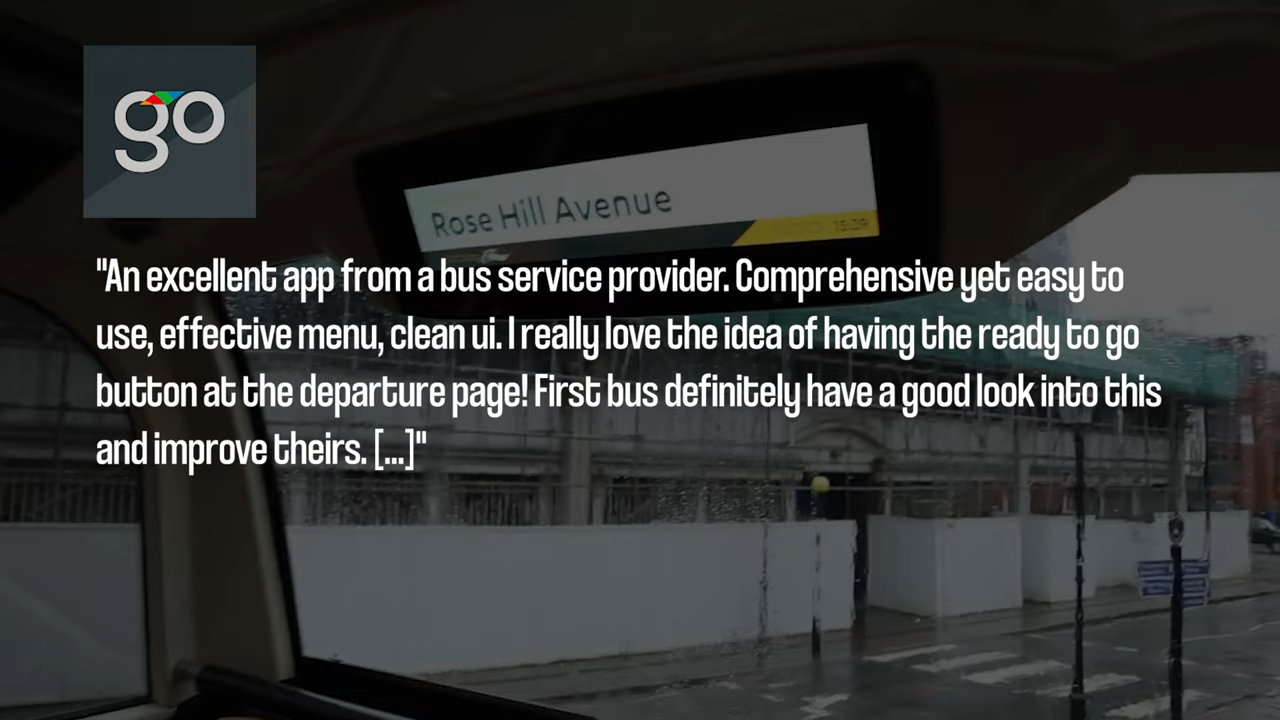 go
Rose Hill Avenue
15:39
"An excellent app from a bus service provider. Comprehensive yet easy to
use, effective menu, clean ui. I really love the idea of having the ready to go
button at the departure page! First bus definitely have a good look into this
and improve theirs. [...]"